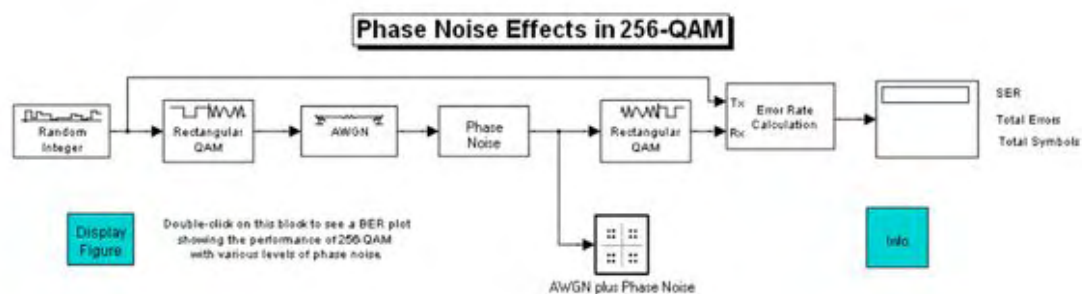 Phase Noise Effects in 256-QAM
Random
Integer
Rectangular
QAM
AWGN
Phase
Noise
Rectangular
QAM
Tx
Rx
Error Rate
Calculation
SER
Total Errors
Total Symbols
Display
Figure
Double-click on this block to see a BER plot
showing the performance of 256-QAM
with various levels of phase noise
AWGN plus Phase Noise
Info